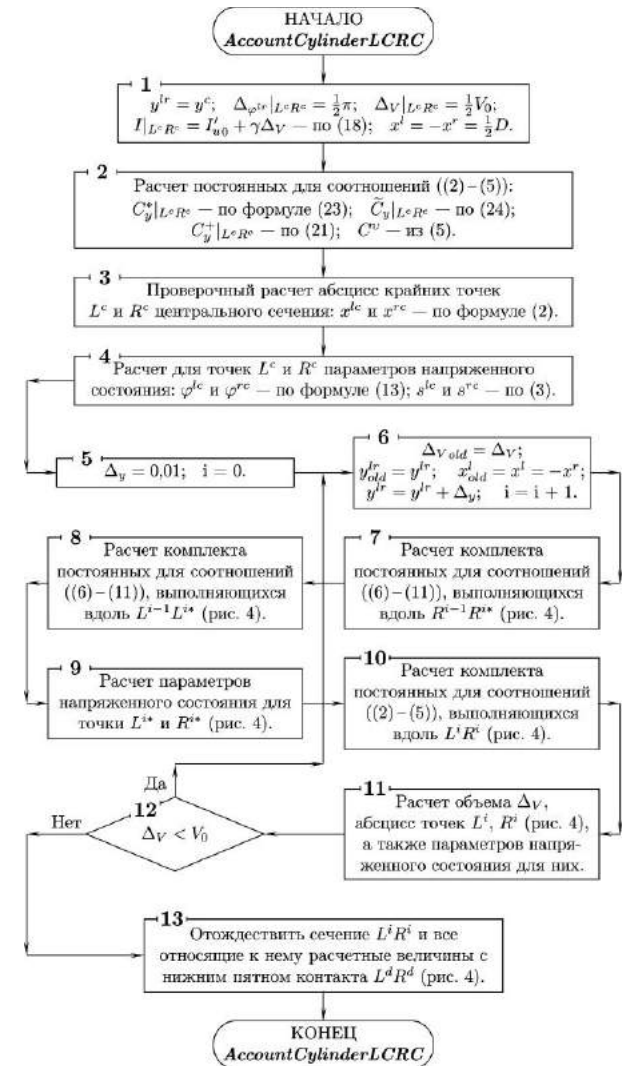 НАЧАЛО
AccountCylinderLCRC
1
y^{lr} = y^c; Δ_{φ^{lr}}|_{L^cR^c} = ½π; Δ_V|_{L^cR^c} = ½V_0;
I|_{L^cR^c} = I'_{u0} + γΔ_V — по (18); x^l = −x^r = ½D.
2
Расчет постоянных для соотношений ((2)–(5)):
C_y^*|_{L^cR^c} — по формуле (23); C̃_y|_{L^cR^c} — по (24);
C_y^+|_{L^cR^c} — по (21); C^υ — из (5).
3
Проверочный расчет абсцисс крайних точек
L^c и R^c центрального сечения: x^{lc} и x^{rc} — по формуле (2).
4
Расчет для точек L^c и R^c параметров напряженного
состояния: φ^{lc} и φ^{rc} — по формуле (13); s^{lc} и s^{rc} — по (3).
5
Δ_y = 0,01; i = 0.
6
Δ_{V old} = Δ_V;
y^{lr}_{old} = y^{lr}; x^l_{old} = x^l = −x^r;
y^{lr} = y^{lr} + Δ_y; i = i + 1.
8
Расчет комплекта
постоянных для соотношений
((6)–(11)), выполняющихся
вдоль L^{i−1}L^{i*} (рис. 4).
7
Расчет комплекта
постоянных для соотношений
((6)–(11)), выполняющихся
вдоль R^{i−1}R^{i*} (рис. 4).
9
Расчет параметров
напряженного состояния для
точки L^{i*} и R^{i*} (рис. 4).
10
Расчет комплекта
постоянных для соотношений
((2)–(5)), выполняющихся
вдоль L^iR^i (рис. 4).
Да
Нет
12
Δ_V < V_0
11
Расчет объема Δ_V,
абсцисс точек L^i, R^i (рис. 4),
а также параметров напря-
женного состояния для них.
13
Отождествить сечение L^iR^i и все
относящие к нему расчетные величины с
нижним пятном контакта L^dR^d (рис. 4).
КОНЕЦ
AccountCylinderLCRC